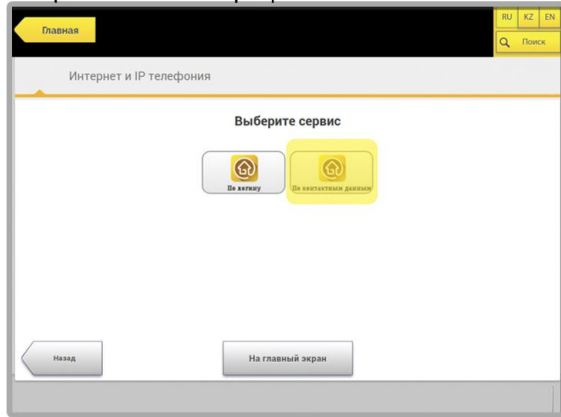 Главная
RU KZ EN
Поиск
Интернет и IP телефония
Выберите сервис
По логину
По контактным данным
Назад
На главный экран